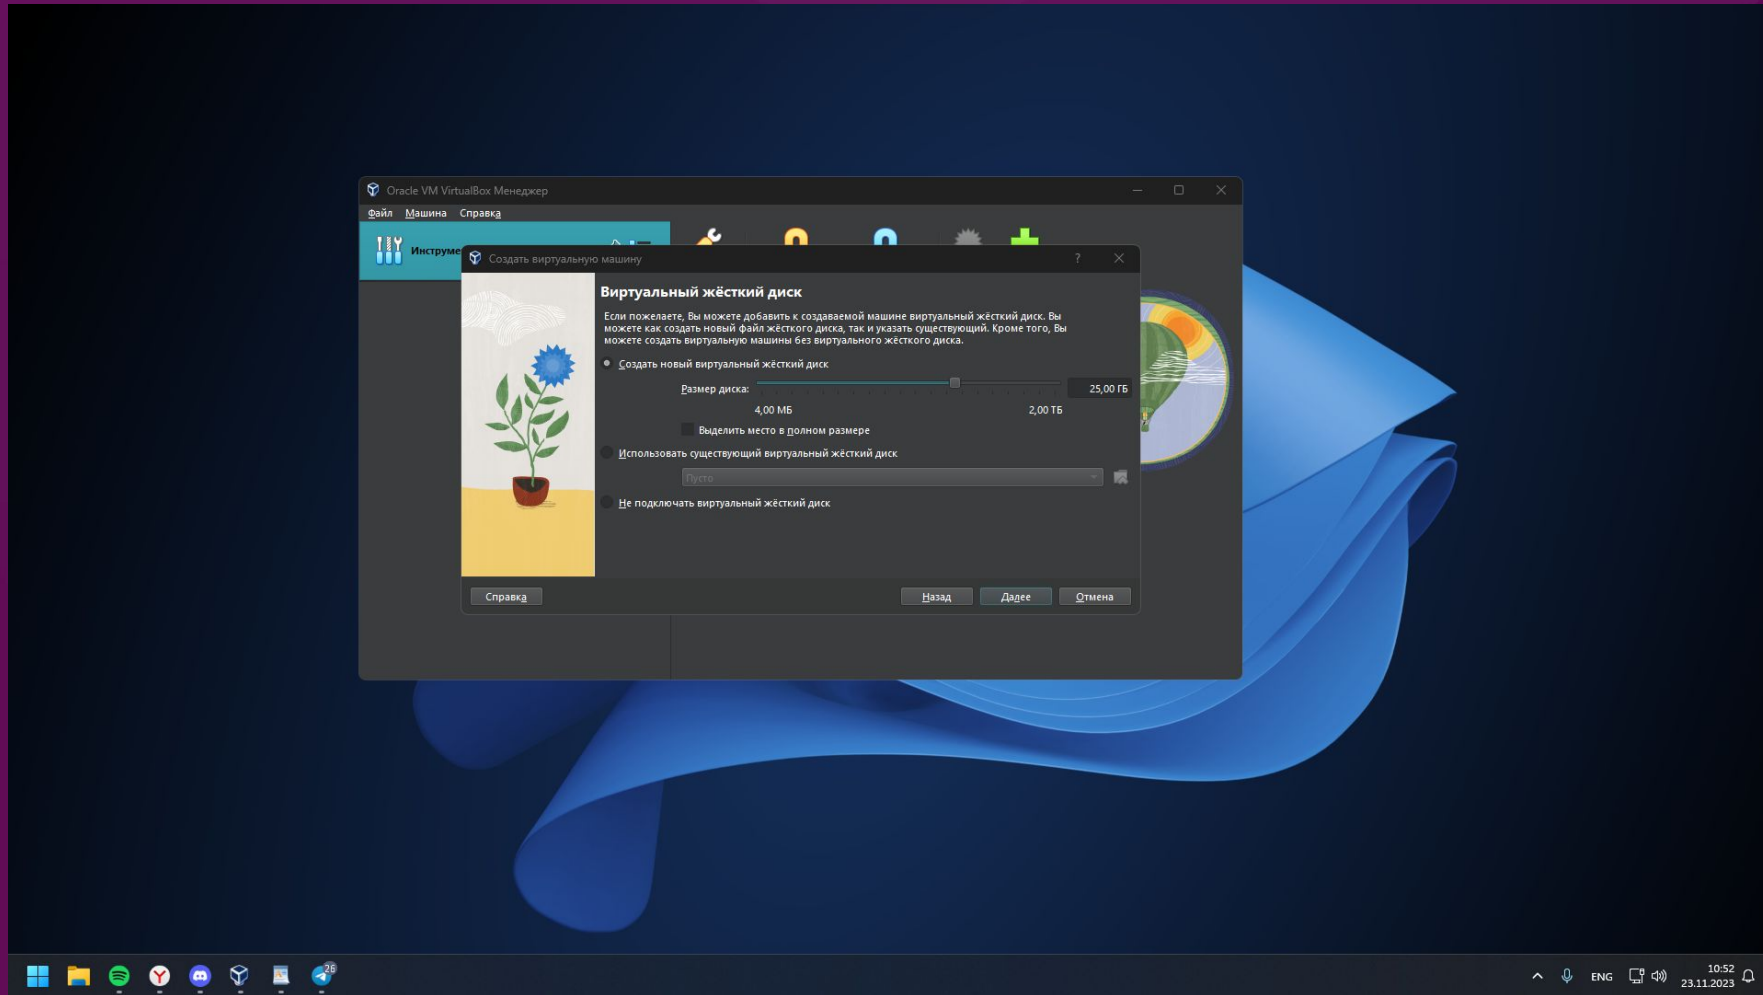 Oracle VM VirtualBox Менеджер
Файл Машина Справка
Создать виртуальную машину
?
Виртуальный жёсткий диск
Если пожелаете, Вы можете добавить к создаваемой машине виртуальный жёсткий диск. Вы
можете как создать новый файл жёсткого диска, так и указать существующий. Кроме того, Вы
можете создать виртуальную машины без виртуального жёсткого диска.
Создать новый виртуальный жёсткий диск
Размер диска: 25,00 ГБ
4,00 МБ 2,00 ТБ
Выделить место в полном размере
Использовать существующий виртуальный жёсткий диск
Пусто
Не подключать виртуальный жёсткий диск
Справка Назад Далее Отмена
26
ENG
10:52
23.11.2023